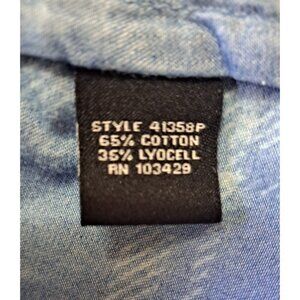 STYLE 41358P
65% COTTON
35% LYOCELL
RN 103429